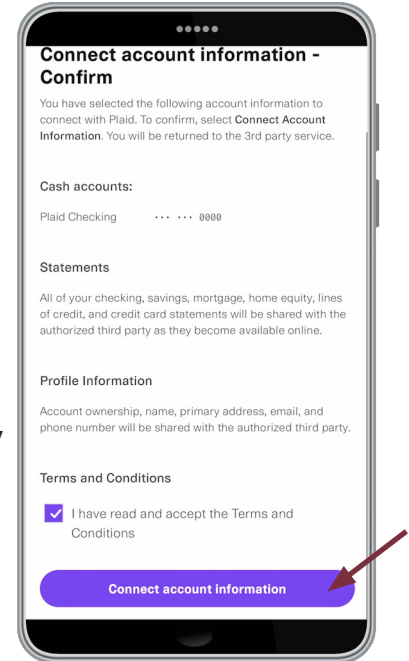 Connect account information -
Confirm
You have selected the following account information to
connect with Plaid. To confirm, select Connect Account
Information. You will be returned to the 3rd party service.
Cash accounts:
Plaid Checking ··· ··· 0000
Statements
All of your checking, savings, mortgage, home equity, lines
of credit, and credit card statements will be shared with the
authorized third party as they become available online.
Profile Information
Account ownership, name, primary address, email, and
phone number will be shared with the authorized third party.
Terms and Conditions
I have read and accept the Terms and
Conditions
Connect account information